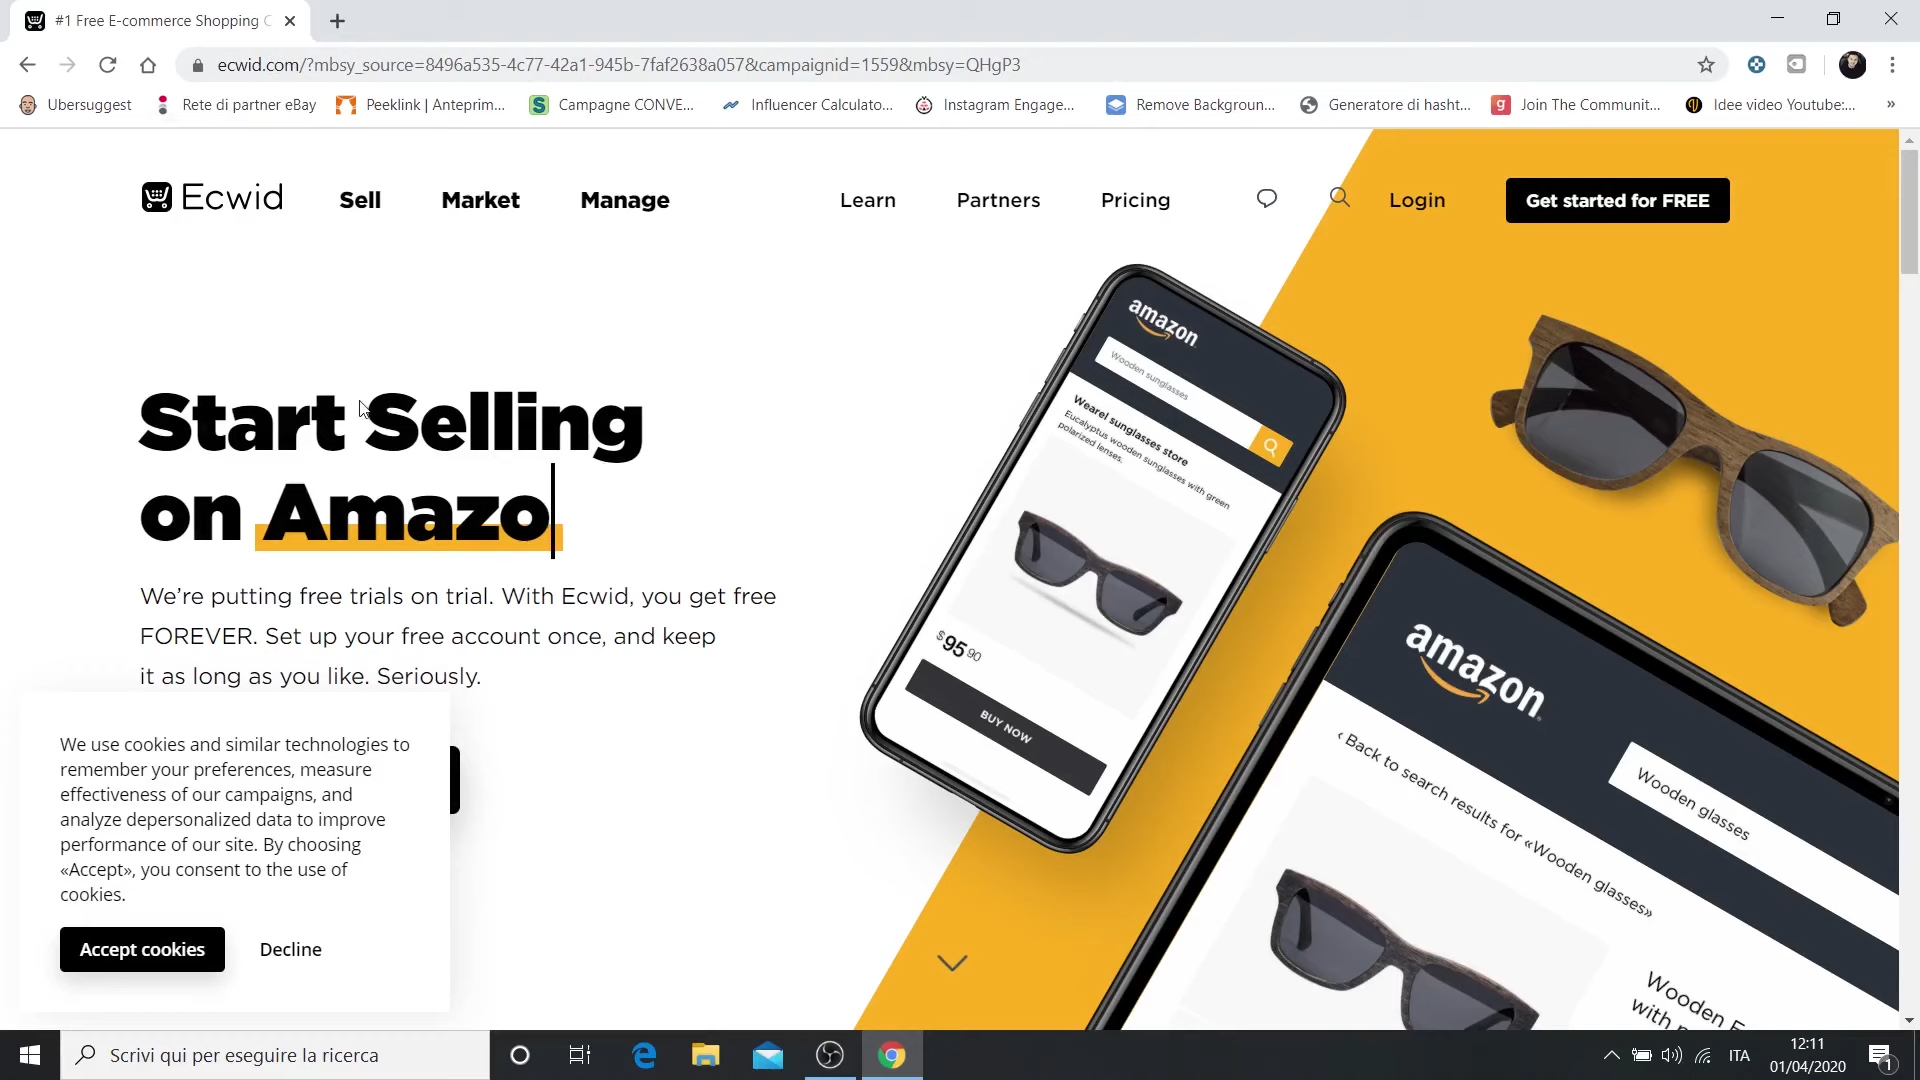 #1 Free E-commerce Shopping C
ecwid.com/?mbsy_source=8496a535-4c77-42a1-945b-7faf2638a057&campaignid=1559&mbsy=QHgP3
Ubersuggest
Rete di partner eBay
Peeklink | Anteprim...
Campagne CONVE...
Influencer Calculato...
Instagram Engage...
Remove Backgroun...
Generatore di hasht...
Join The Communit...
Idee video Youtube:...
»
Ecwid
Sell
Market
Manage
Learn
Partners
Pricing
Login
Get started for FREE
Start Selling
on Amazo
We're putting free trials on trial. With Ecwid, you get free
FOREVER. Set up your free account once, and keep
it as long as you like. Seriously.
We use cookies and similar technologies to
remember your preferences, measure
effectiveness of our campaigns, and
analyze depersonalized data to improve
performance of our site. By choosing
«Accept», you consent to the use of
cookies.
Accept cookies
Decline
amazon
Wooden sunglasses
Wearel sunglasses store
Eucalyptus wooden sunglasses with green
polarized lenses.
$95.90
BUY NOW
amazon
‹ Back to search results for «Wooden glasses»
Wooden glasses
Wooden
with
Scrivi qui per eseguire la ricerca
ITA
12:11
01/04/2020
1